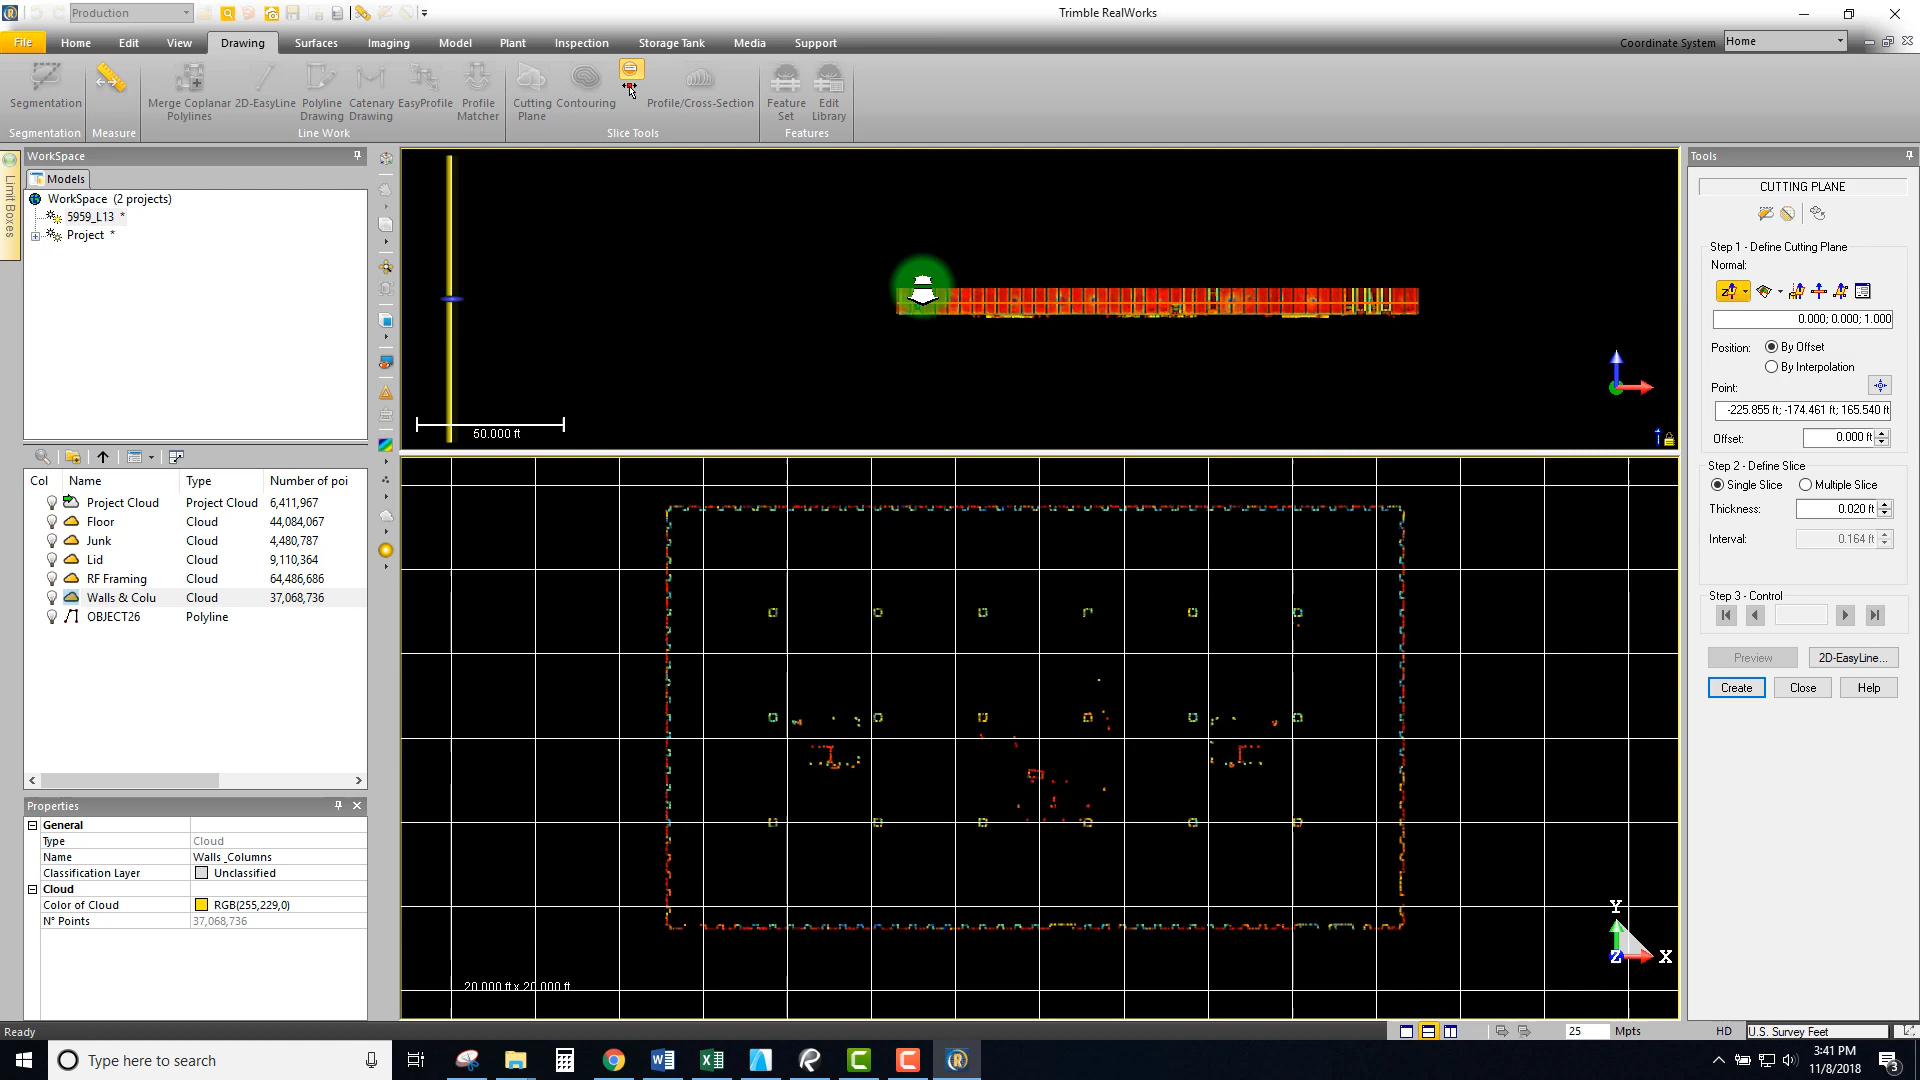 Production
Trimble RealWorks
File
Home
Edit
View
Drawing
Surfaces
Imaging
Model
Plant
Inspection
Storage Tank
Media
Support
Coordinate System
Home
Segmentation
Merge Coplanar
Polylines
2D-EasyLine
Polyline
Drawing
Catenary
Drawing
EasyProfile
Profile
Matcher
Cutting
Plane
Contouring
Profile/Cross-Section
Feature
Set
Edit
Library
Segmentation
Measure
Line Work
Slice Tools
Features
Limit Boxes
WorkSpace
Models
WorkSpace (2 projects)
5959_L13 *
Project *
Col Name Type Number of poi
Project Cloud Project Cloud 6,411,967
Floor Cloud 44,084,067
Junk Cloud 4,480,787
Lid Cloud 9,110,364
RF Framing Cloud 64,486,686
Walls & Colu Cloud 37,068,736
OBJECT26 Polyline
Properties
General
Type Cloud
Name Walls _Columns
Classification Layer Unclassified
Cloud
Color of Cloud RGB(255,229,0)
N° Points 37,068,736
50.000 ft
20.000 ft x 20.000 ft
Y
Z
X
Tools
CUTTING PLANE
Step 1 - Define Cutting Plane
Normal:
0.000; 0.000; 1.000
Position: By Offset
By Interpolation
Point:
-225.855 ft; -174.461 ft; 165.540 ft
Offset: 0.000 ft
Step 2 - Define Slice
Single Slice Multiple Slice
Thickness: 0.020 ft
Interval: 0.164 ft
Step 3 - Control
Preview 2D-EasyLine...
Create Close Help
Ready
25 Mpts
HD U.S. Survey Feet
Type here to search
3:41 PM
11/8/2018
3